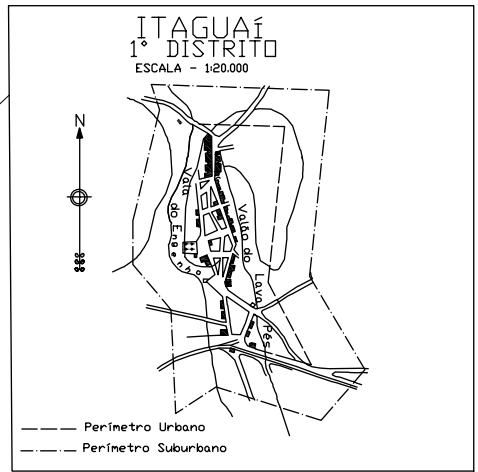 ITAGUAÍ
1° DISTRITO
ESCALA - 1:20.000
N
Vala do Engenho
Valão do Lava Pés
Perímetro Urbano
Perímetro Suburbano